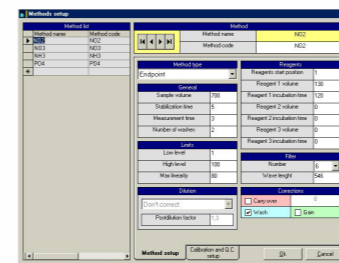 Methods setup
Method list
Method name Method code
NO2 NO2
NO3 NO3
NH3 NH3
PO4 PO4
Method
Method name NO2
Method code NO2
Method type
Endpoint
General
Sample volume 700
Stabilization time 5
Measurement time 3
Number of washes 2
Limits
Low level 1
High level 100
Max linearity 80
Dilution
Don't correct
Postdilution factor 1,3
Reagents
Reagents start position 1
Reagent 1 volume 130
Reagent 1 incubation time 120
Reagent 2 volume 0
Reagent 2 incubation time 0
Reagent 3 volume 0
Reagent 3 incubation time 0
Filter
Number 6
Wave lenght 546
Corrections
Carry over 0
Wash Gain
Method setup
Calibration and Q.C. setup
Ok Cancel